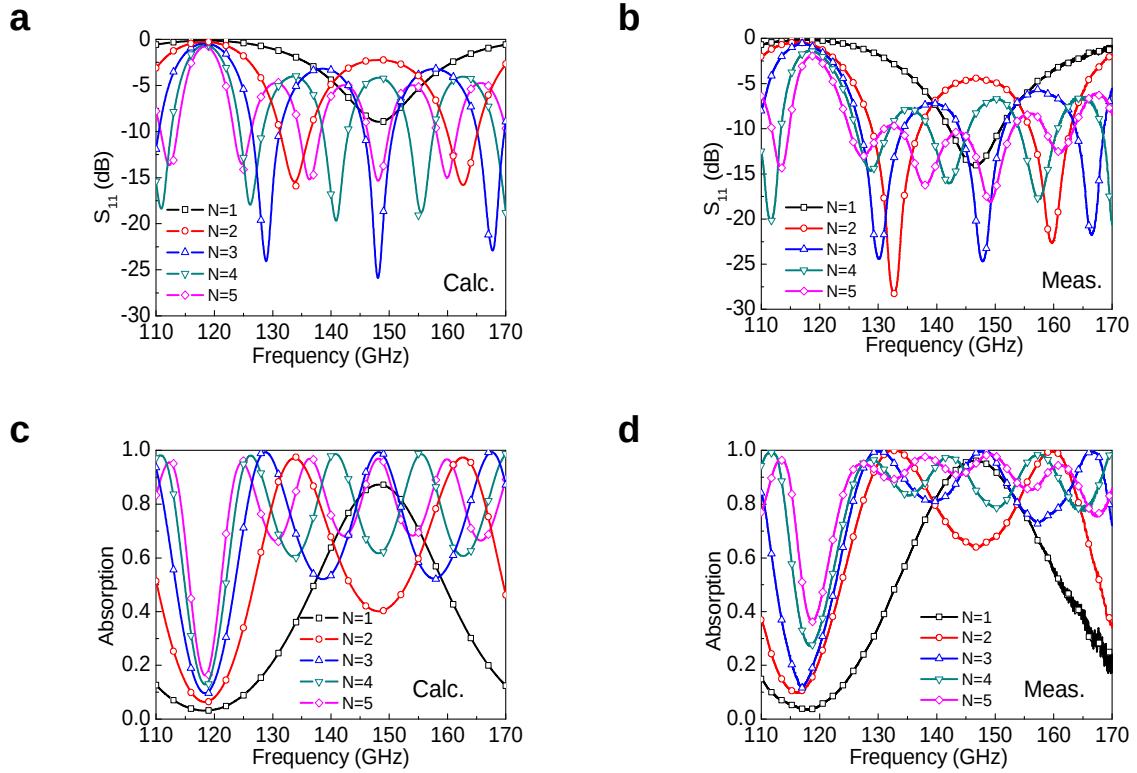 a
0
-5
-10
-15
-20
-25
-30
S11 (dB)
N=1
N=2
N=3
N=4
N=5
Calc.
110 120 130 140 150 160 170
Frequency (GHz)
b
0
-5
-10
-15
-20
-25
-30
S11 (dB)
N=1
N=2
N=3
N=4
N=5
Meas.
110 120 130 140 150 160 170
Frequency (GHz)
c
1.0
0.8
0.6
0.4
0.2
0.0
Absorption
N=1
N=2
N=3
N=4
N=5
Calc.
110 120 130 140 150 160 170
Frequency (GHz)
d
1.0
0.8
0.6
0.4
0.2
0.0
Absorption
N=1
N=2
N=3
N=4
N=5
Meas.
110 120 130 140 150 160 170
Frequency (GHz)